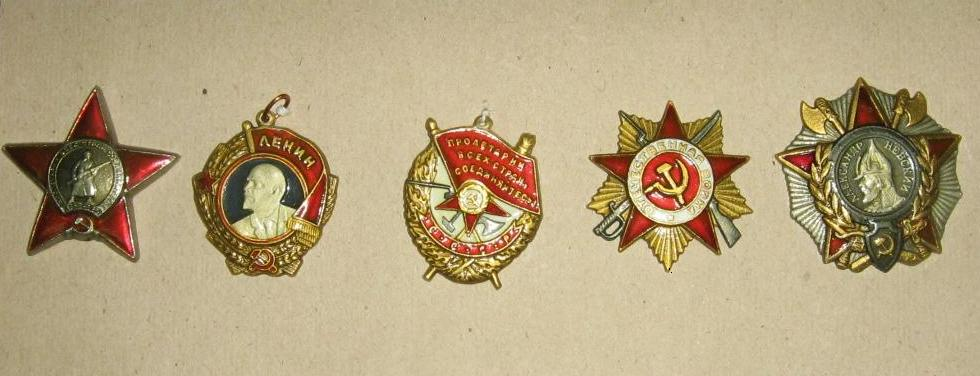 ЛЕНИН
ПРОЛЕТАРИИ
ВСЕХ СТРАН
СОЕДИНЯЙТЕСЬ!
СССР
ОТЕЧЕСТВЕННАЯ ВОЙНА
АЛЕКСАНДР НЕВСКИЙ